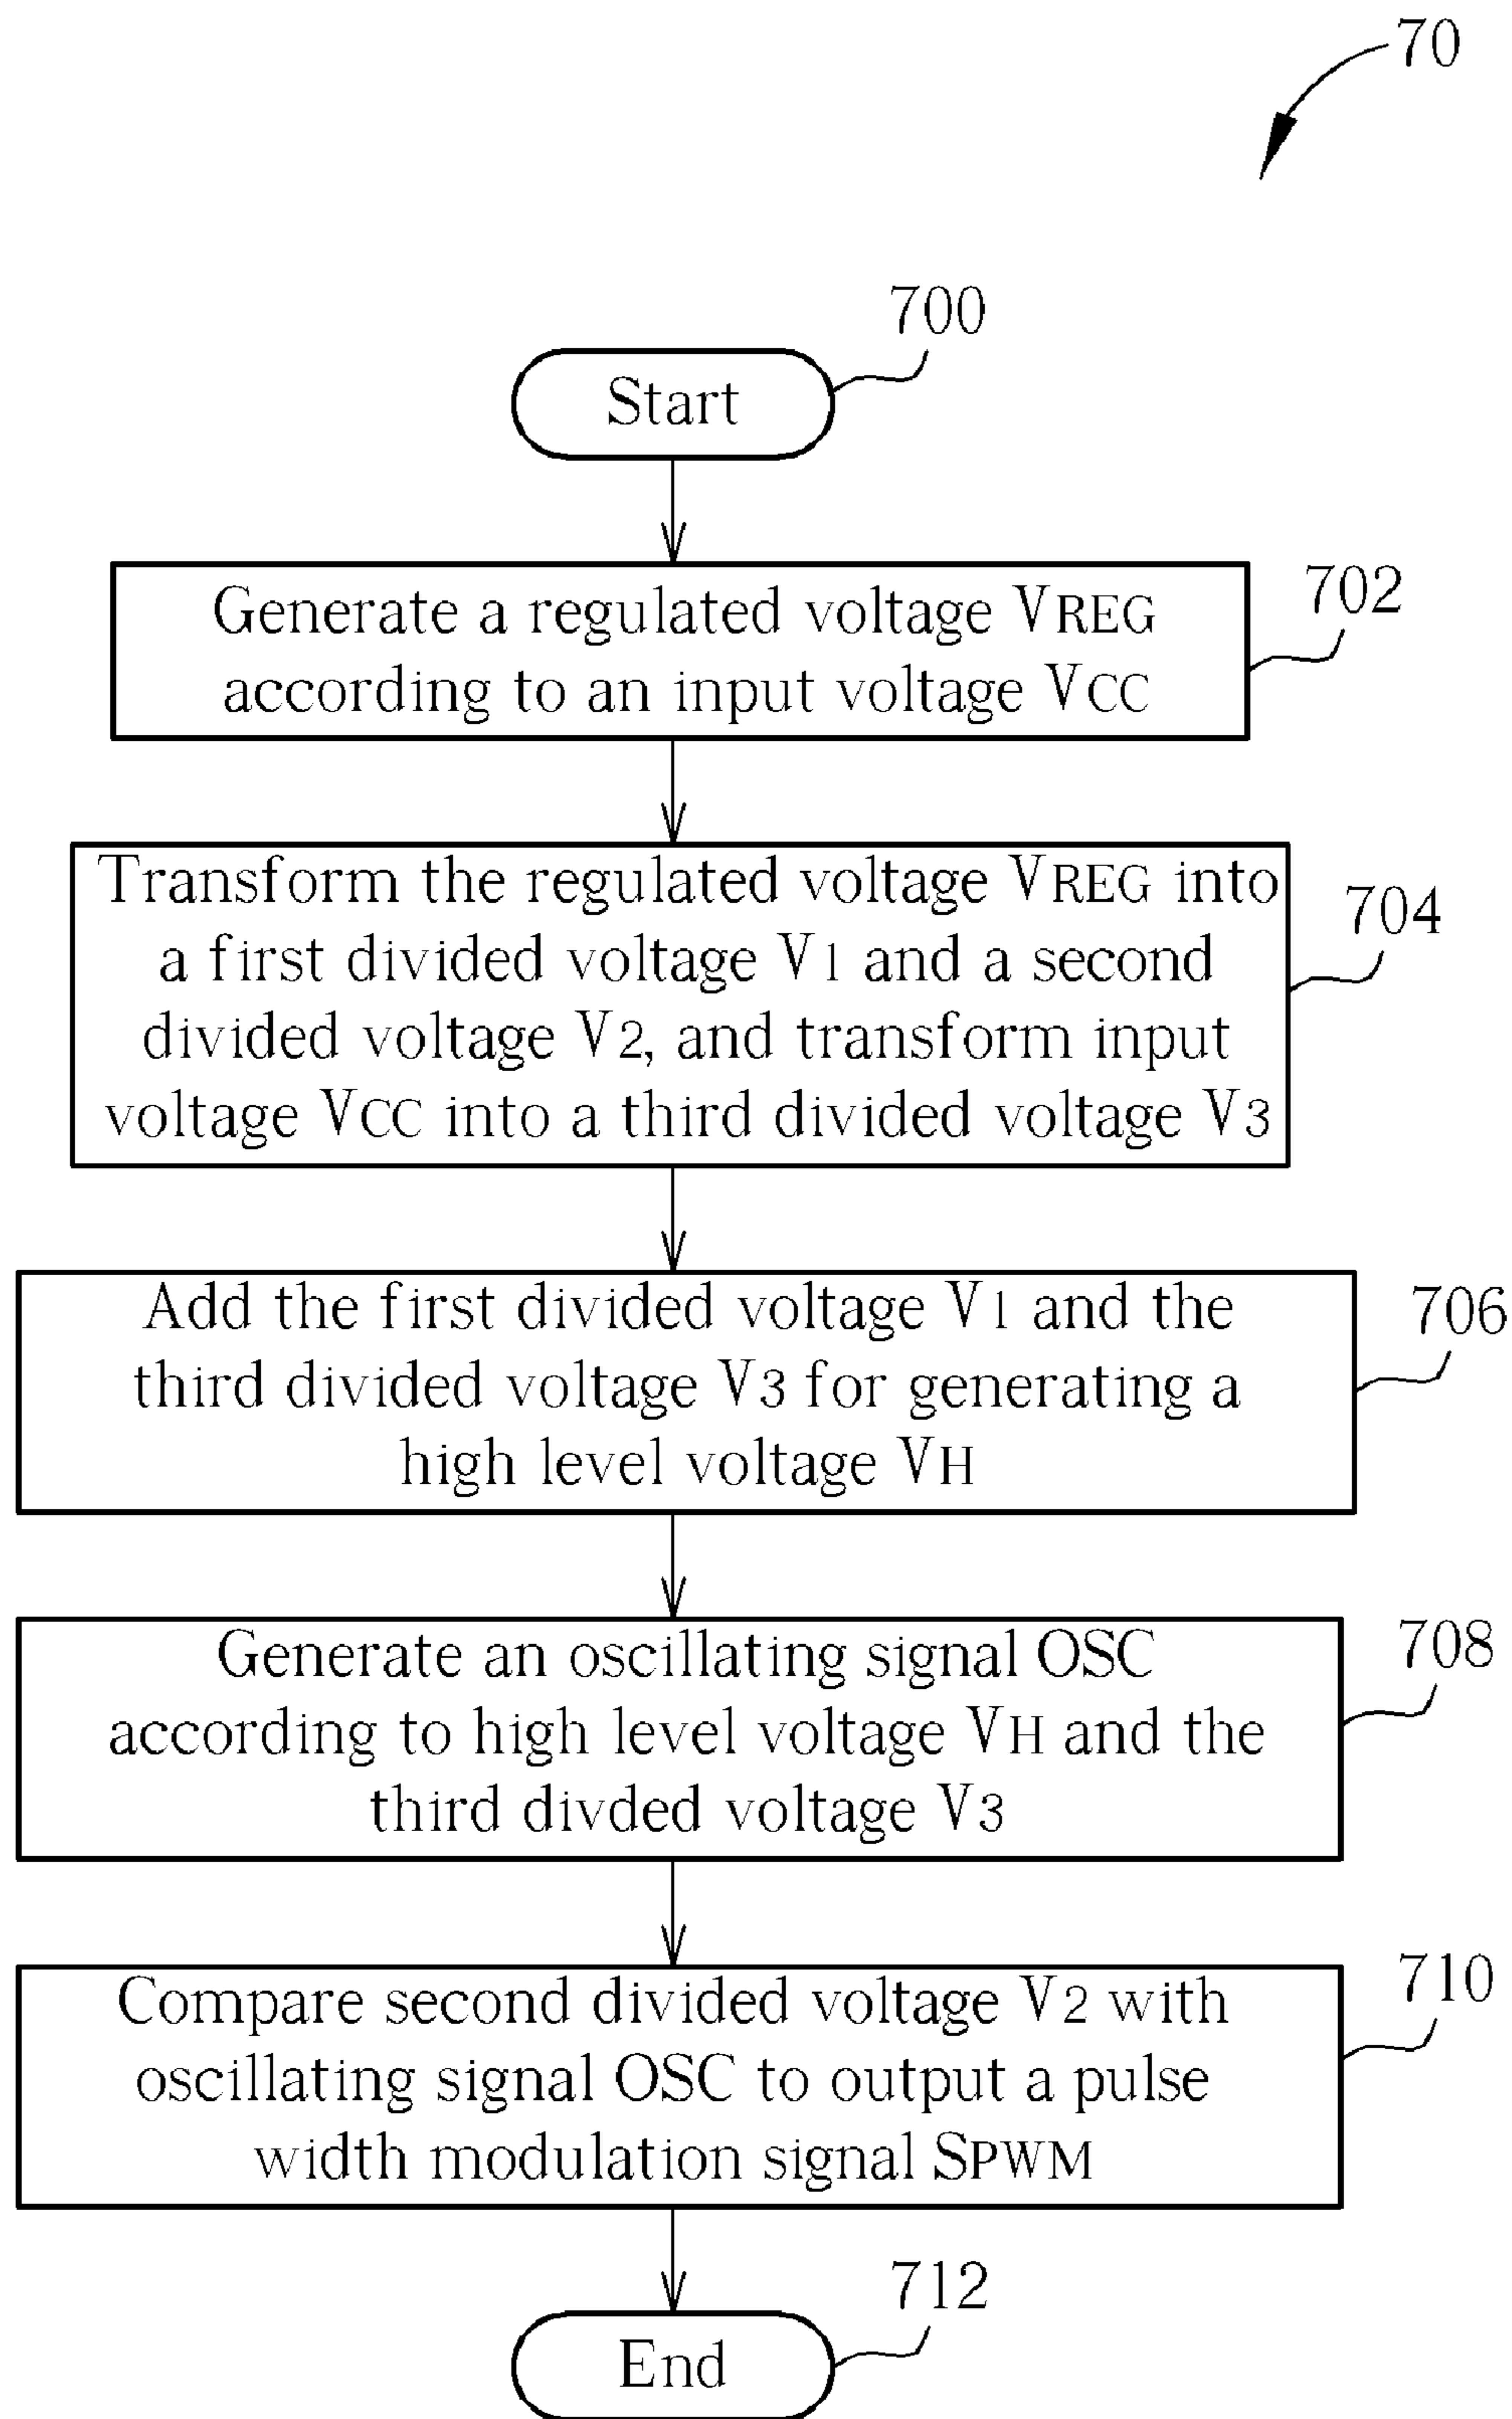 70
700
Start
702
Generate a regulated voltage VREG
according to an input voltage VCC
704
Transform the regulated voltage VREG into
a first divided voltage V1 and a second
divided voltage V2, and transform input
voltage VCC into a third divided voltage V3
706
Add the first divided voltage V1 and the
third divided voltage V3 for generating a
high level voltage VH
708
Generate an oscillating signal OSC
according to high level voltage VH and the
third divded voltage V3
710
Compare second divided voltage V2 with
oscillating signal OSC to output a pulse
width modulation signal SPWM
712
End